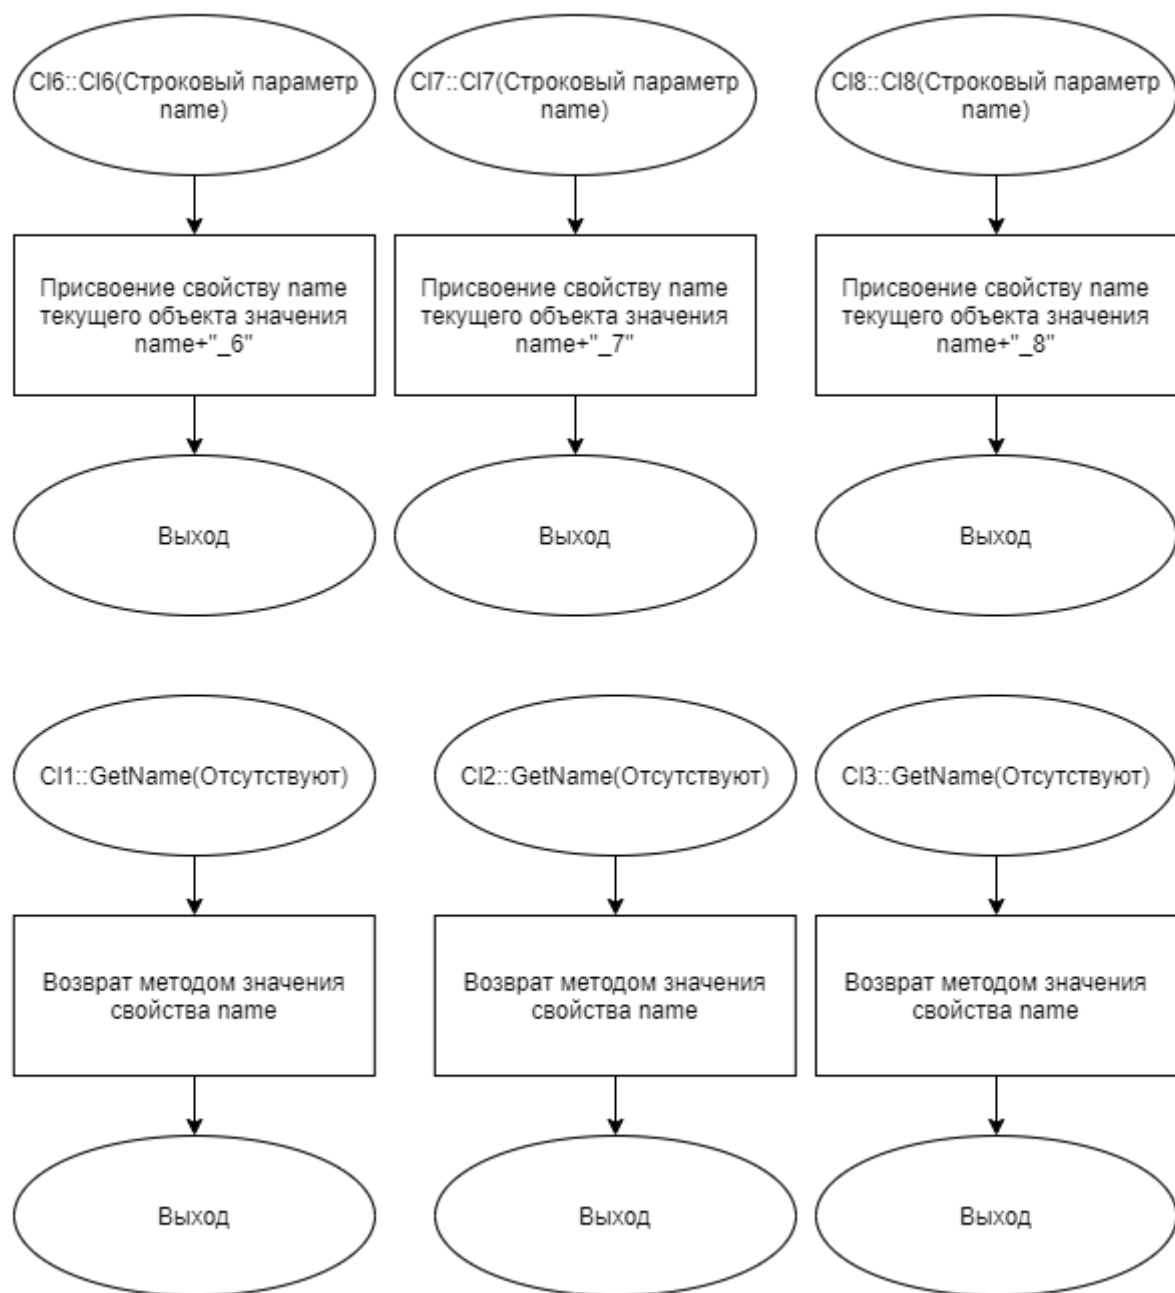 Cl6::Cl6(Строковый параметр
name)
Cl7::Cl7(Строковый параметр
name)
Cl8::Cl8(Строковый параметр
name)
Присвоение свойству name
текущего объекта значения
name+"_6"
Присвоение свойству name
текущего объекта значения
name+"_7"
Присвоение свойству name
текущего объекта значения
name+"_8"
Выход
Выход
Выход
Cl1::GetName(Отсутствуют)
Cl2::GetName(Отсутствуют)
Cl3::GetName(Отсутствуют)
Возврат методом значения
свойства name
Возврат методом значения
свойства name
Возврат методом значения
свойства name
Выход
Выход
Выход